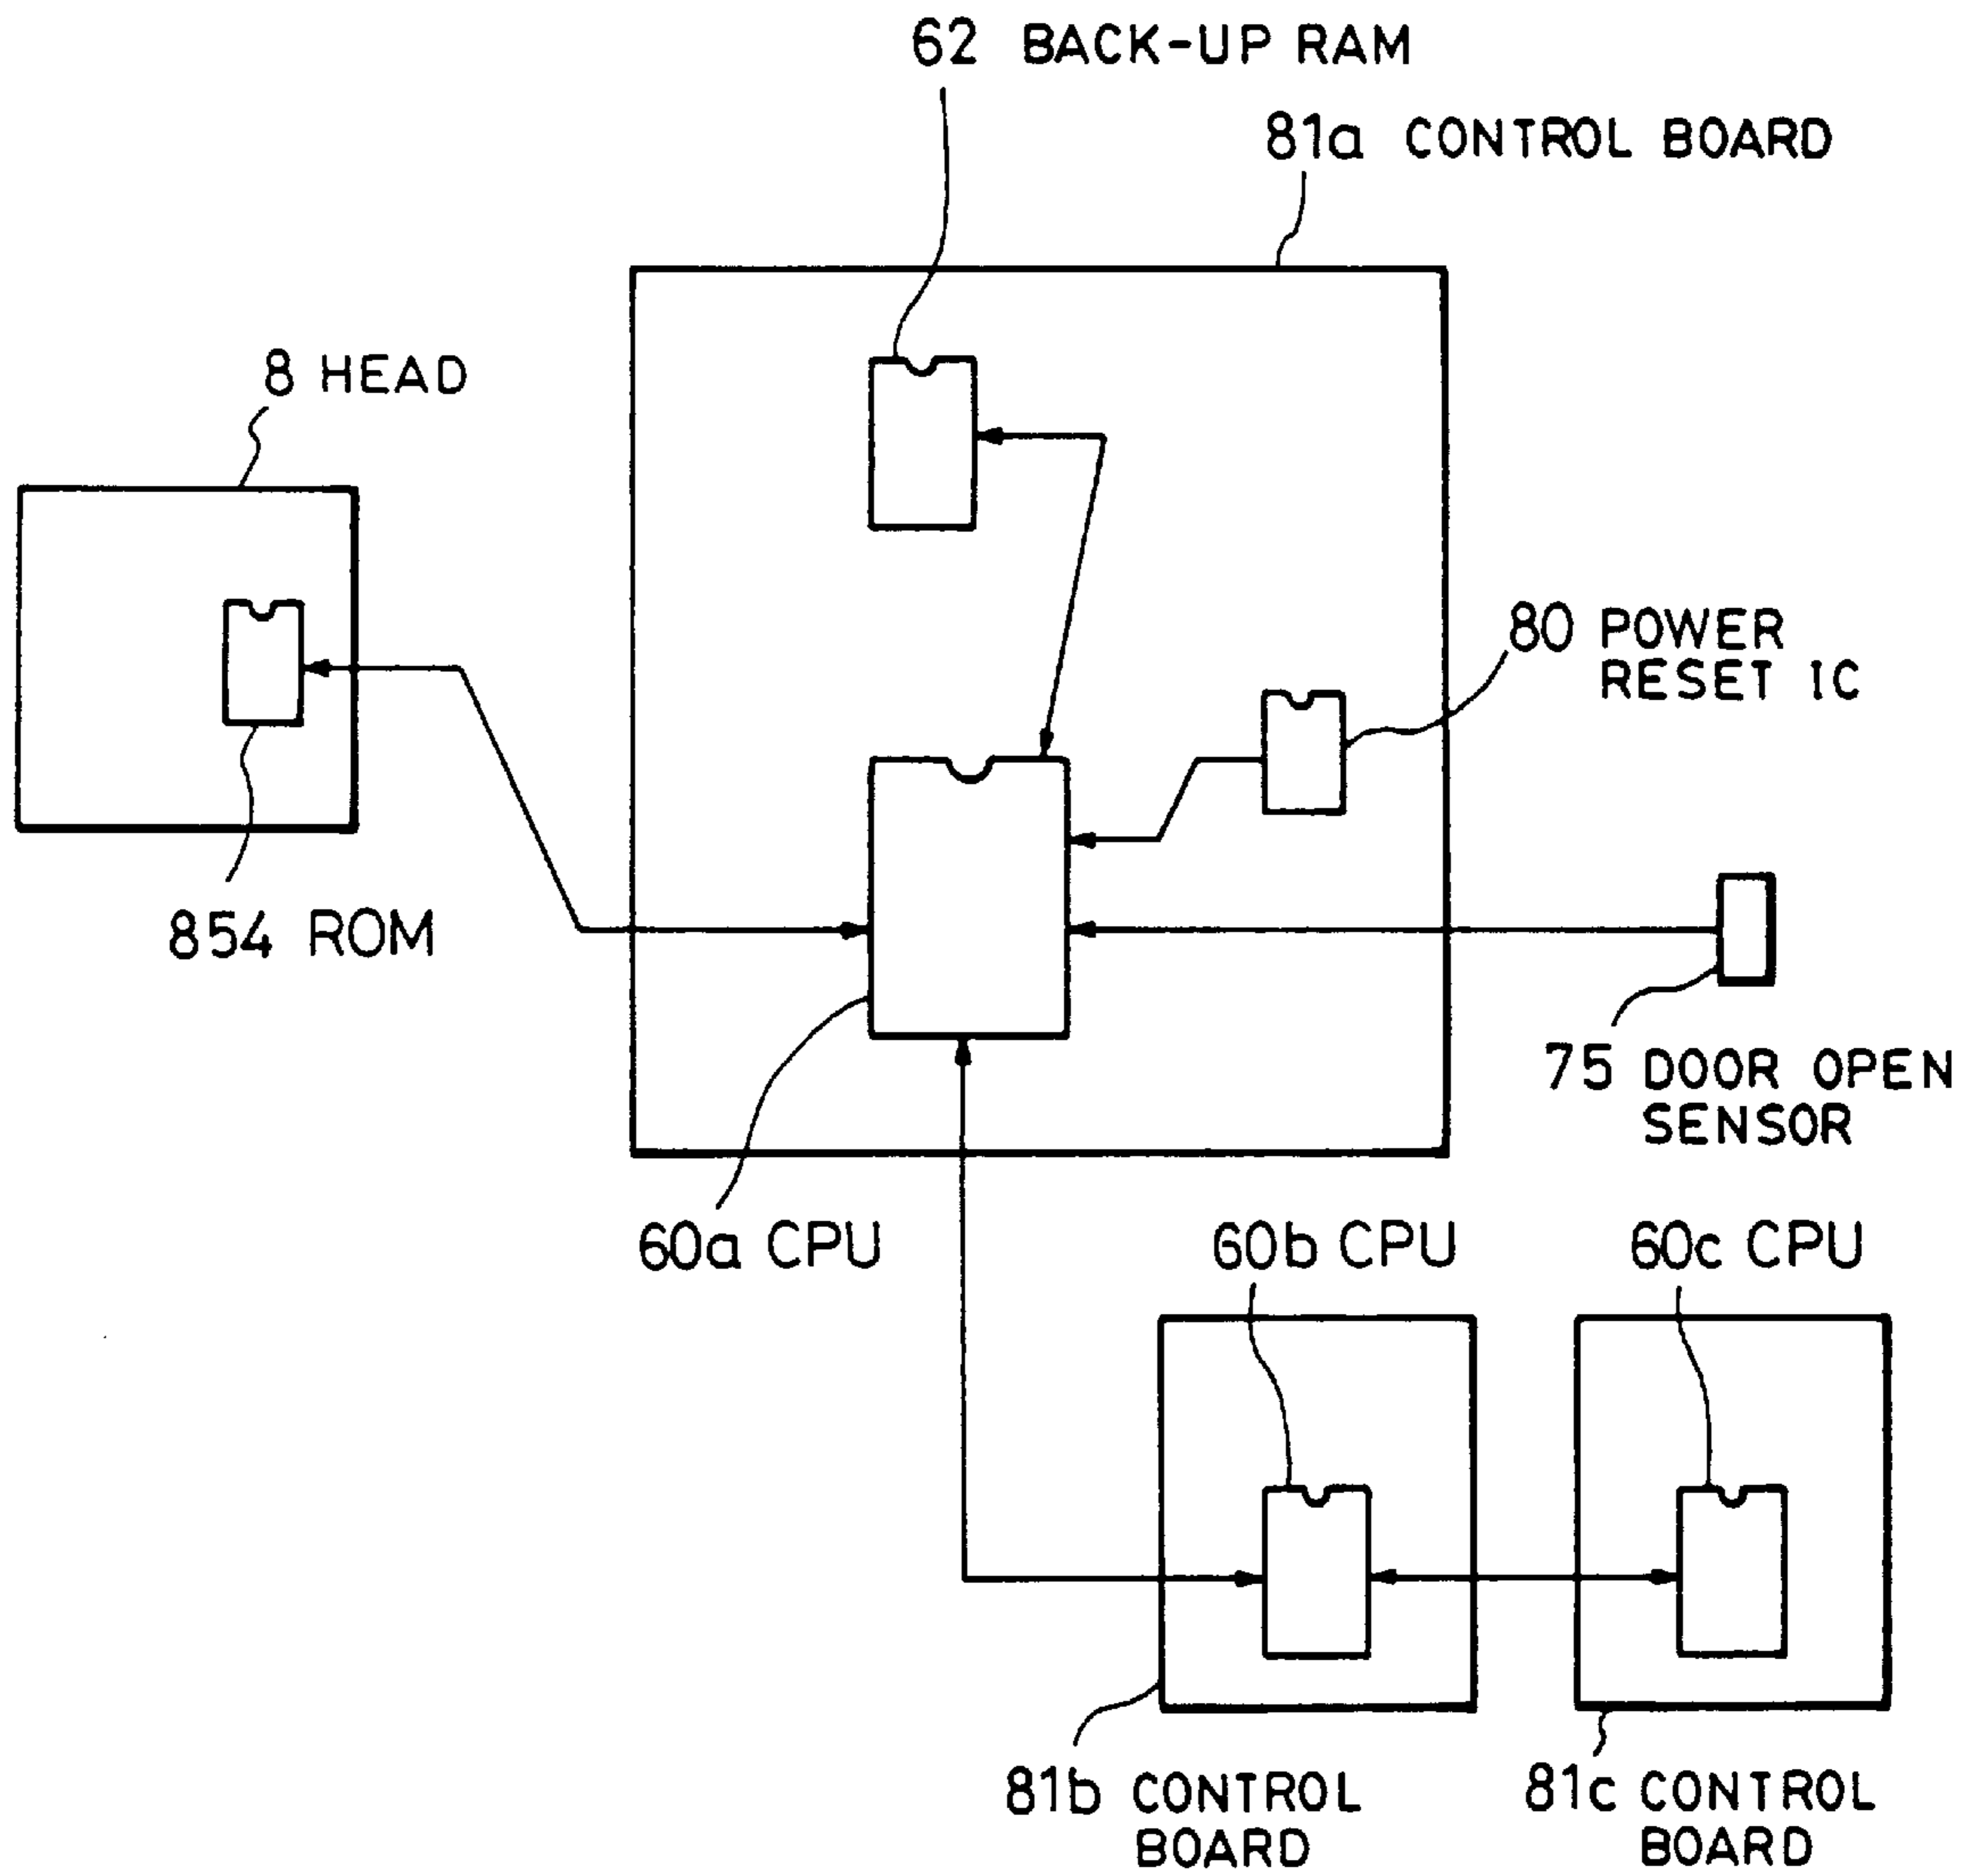 62 BACK-UP RAM
81a CONTROL BOARD
8 HEAD
80 POWER
RESET IC
854 ROM
75 DOOR OPEN
SENSOR
60a CPU
60b CPU
60c CPU
81b CONTROL
BOARD
81c CONTROL
BOARD